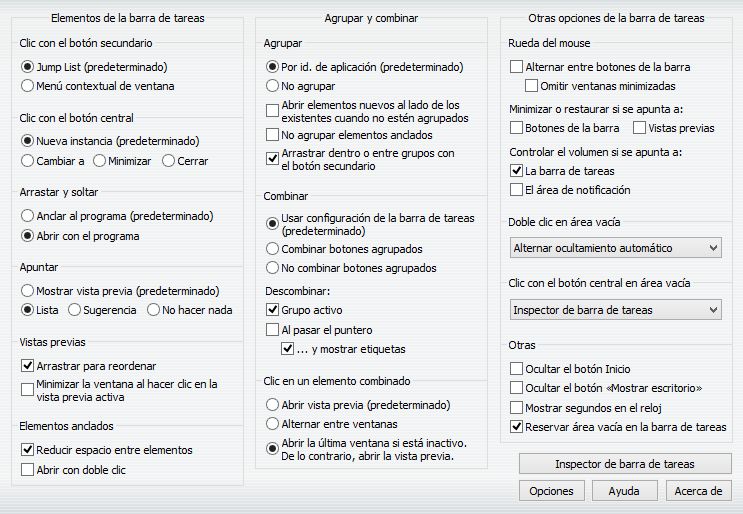 Elementos de la barra de tareas
Clic con el botón secundario
Jump List (predeterminado)
Menú contextual de ventana
Clic con el botón central
Nueva instancia (predeterminado)
Cambiar a
Minimizar
Cerrar
Arrastar y soltar
Anclar al programa (predeterminado)
Abrir con el programa
Apuntar
Mostrar vista previa (predeterminado)
Lista
Sugerencia
No hacer nada
Vistas previas
Arrastrar para reordenar
Minimizar la ventana al hacer clic en la
vista previa activa
Elementos anclados
Reducir espacio entre elementos
Abrir con doble clic
Agrupar y combinar
Agrupar
Por id. de aplicación (predeterminado)
No agrupar
Abrir elementos nuevos al lado de los
existentes cuando no estén agrupados
No agrupar elementos anclados
Arrastrar dentro o entre grupos con
el botón secundario
Combinar
Usar configuración de la barra de tareas
(predeterminado)
Combinar botones agrupados
No combinar botones agrupados
Descombinar:
Grupo activo
Al pasar el puntero
... y mostrar etiquetas
Clic en un elemento combinado
Abrir vista previa (predeterminado)
Alternar entre ventanas
Abrir la última ventana si está inactivo.
De lo contrario, abrir la vista previa.
Otras opciones de la barra de tareas
Rueda del mouse
Alternar entre botones de la barra
Omitir ventanas minimizadas
Minimizar o restaurar si se apunta a:
Botones de la barra
Vistas previas
Controlar el volumen si se apunta a:
La barra de tareas
El área de notificación
Doble clic en área vacía
Alternar ocultamiento automático
Clic con el botón central en área vacía
Inspector de barra de tareas
Otras
Ocultar el botón Inicio
Ocultar el botón «Mostrar escritorio»
Mostrar segundos en el reloj
Reservar área vacía en la barra de tareas
Inspector de barra de tareas
Opciones
Ayuda
Acerca de